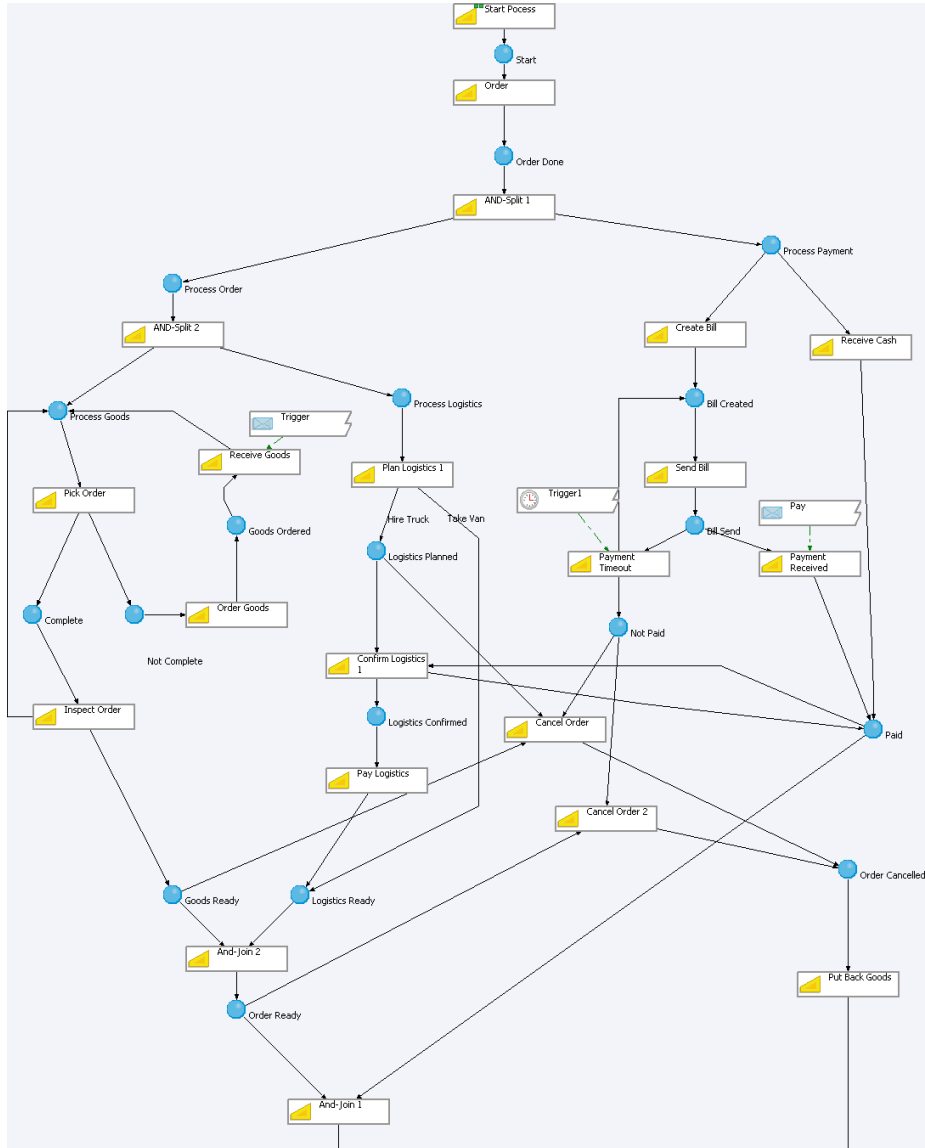 Start Pocess
Start
Order
Order Done
AND-Split 1
Process Payment
Process Order
AND-Split 2
Create Bill
Receive Cash
Process Goods
Trigger
Process Logistics
Bill Created
Receive Goods
Plan Logistics 1
Send Bill
Pick Order
Trigger1
Pay
Hire Truck
Take Van
Goods Ordered
Bill Send
Logistics Planned
Payment
Timeout
Payment
Received
Complete
Order Goods
Not Paid
Not Complete
Confirm Logistics
1
Inspect Order
Logistics Confirmed
Cancel Order
Paid
Pay Logistics
Cancel Order 2
Order Cancelled
Goods Ready
Logistics Ready
And-Join 2
Put Back Goods
Order Ready
And-Join 1